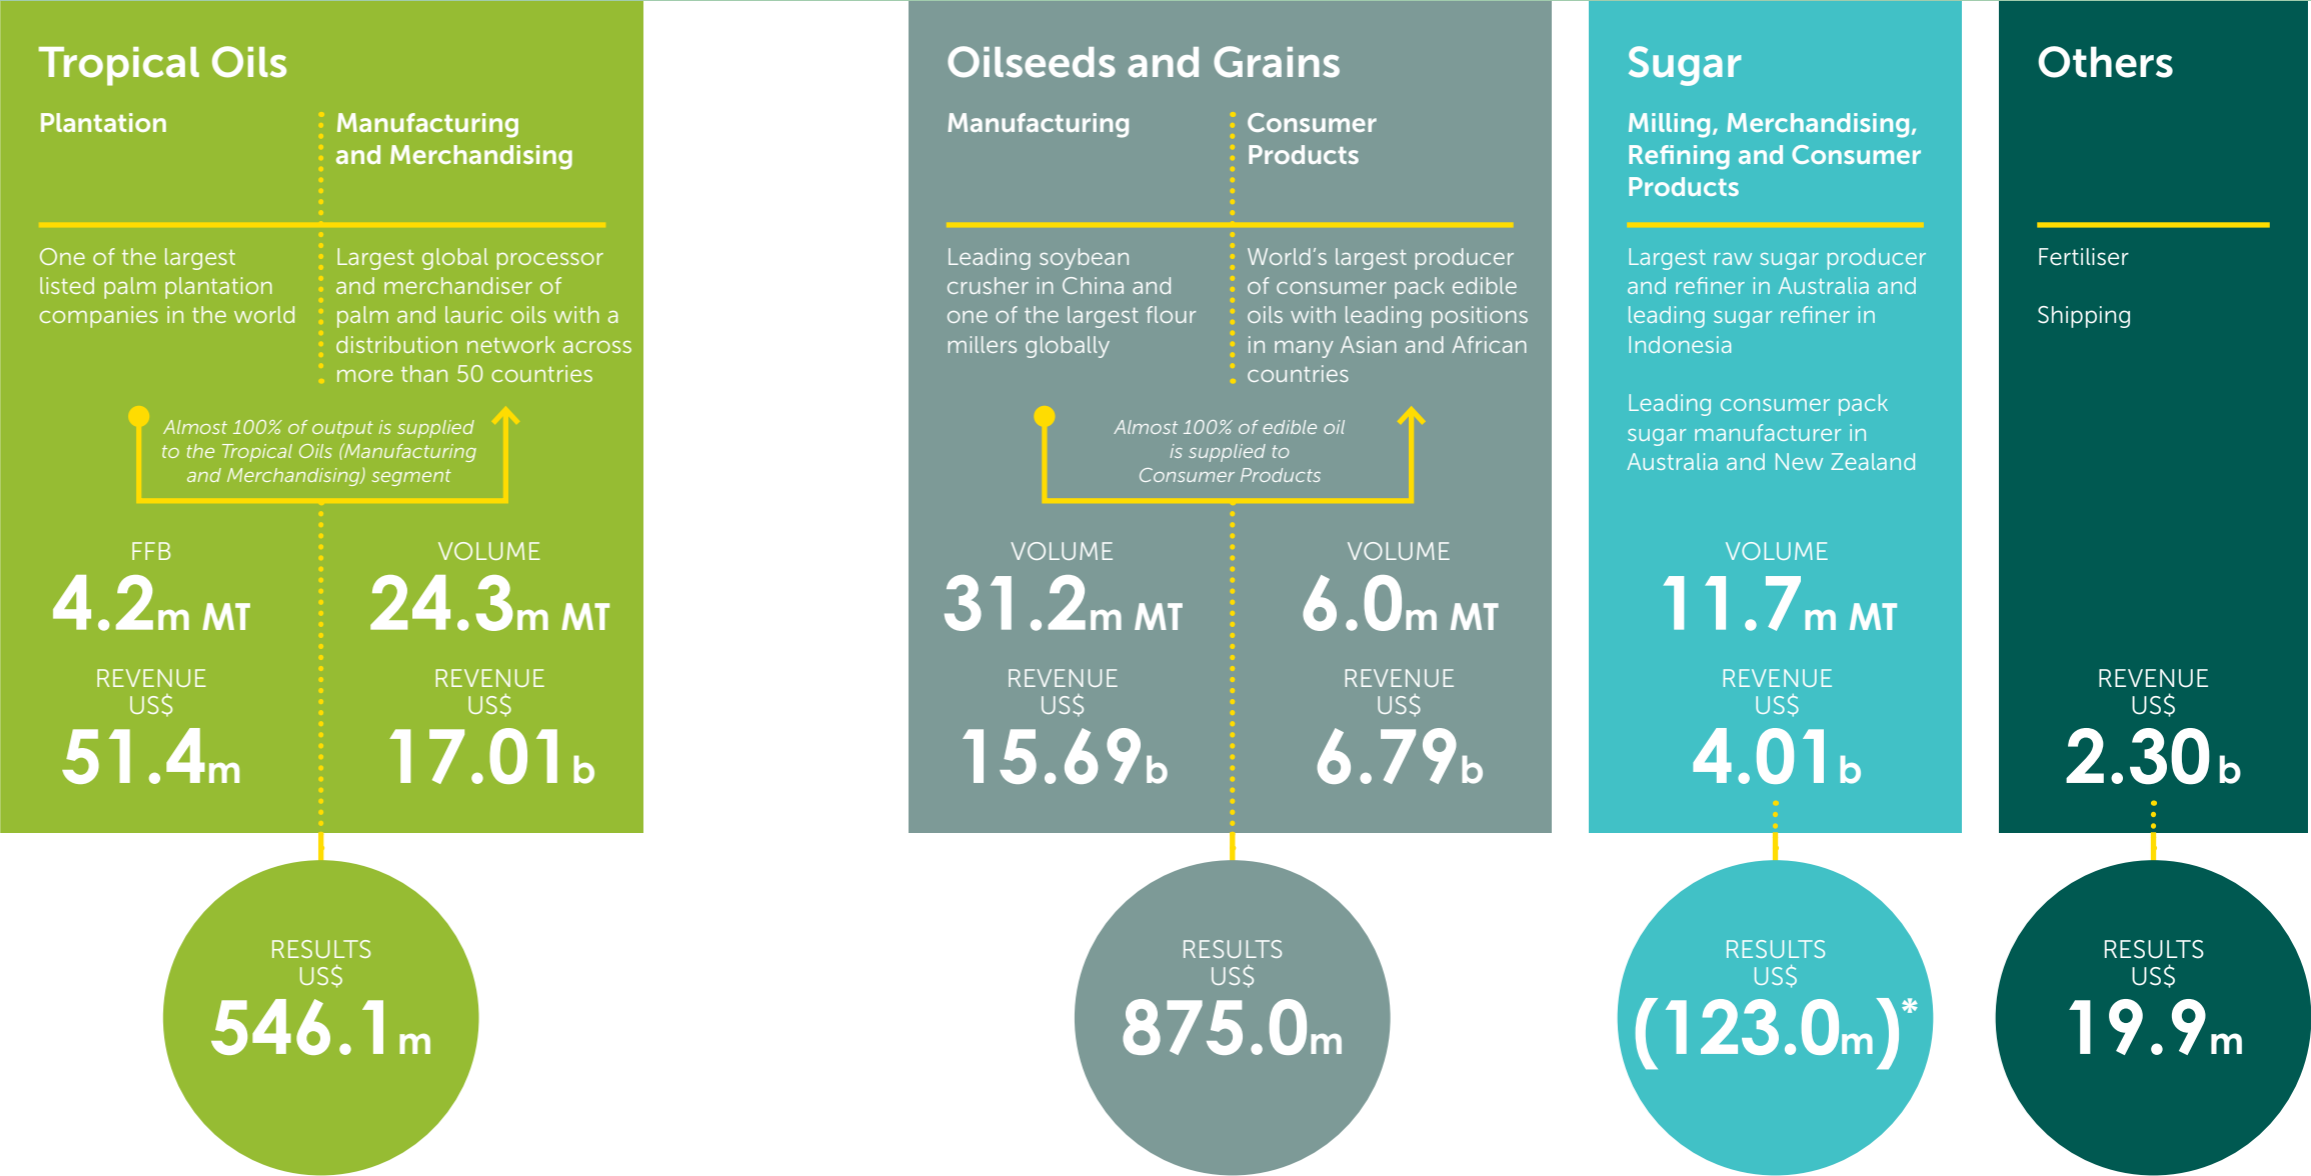 Tropical Oils
Plantation
One of the largest
listed palm plantation
companies in the world
Manufacturing
and Merchandising
Largest global processor
and merchandiser of
palm and lauric oils with a
distribution network across
more than 50 countries
Almost 100% of output is supplied
to the Tropical Oils (Manufacturing
and Merchandising) segment
FFB
4.2m MT
REVENUE
US$
51.4m
VOLUME
24.3m MT
REVENUE
US$
17.01b
RESULTS
US$
546.1m
Oilseeds and Grains
Manufacturing
Leading soybean
crusher in China and
one of the largest flour
millers globally
Consumer
Products
World's largest producer
of consumer pack edible
oils with leading positions
in many Asian and African
countries
Almost 100% of edible oil
is supplied to
Consumer Products
VOLUME
31.2m MT
REVENUE
US$
15.69b
VOLUME
6.0m MT
REVENUE
US$
6.79b
RESULTS
US$
875.0m
Sugar
Milling, Merchandising,
Refining and Consumer
Products
Largest raw sugar producer
and refiner in Australia and
leading sugar refiner in
Indonesia
Leading consumer pack
sugar manufacturer in
Australia and New Zealand
VOLUME
11.7m MT
REVENUE
US$
4.01b
RESULTS
US$
(123.0m)*
Others
Fertiliser
Shipping
REVENUE
US$
2.30b
RESULTS
US$
19.9m